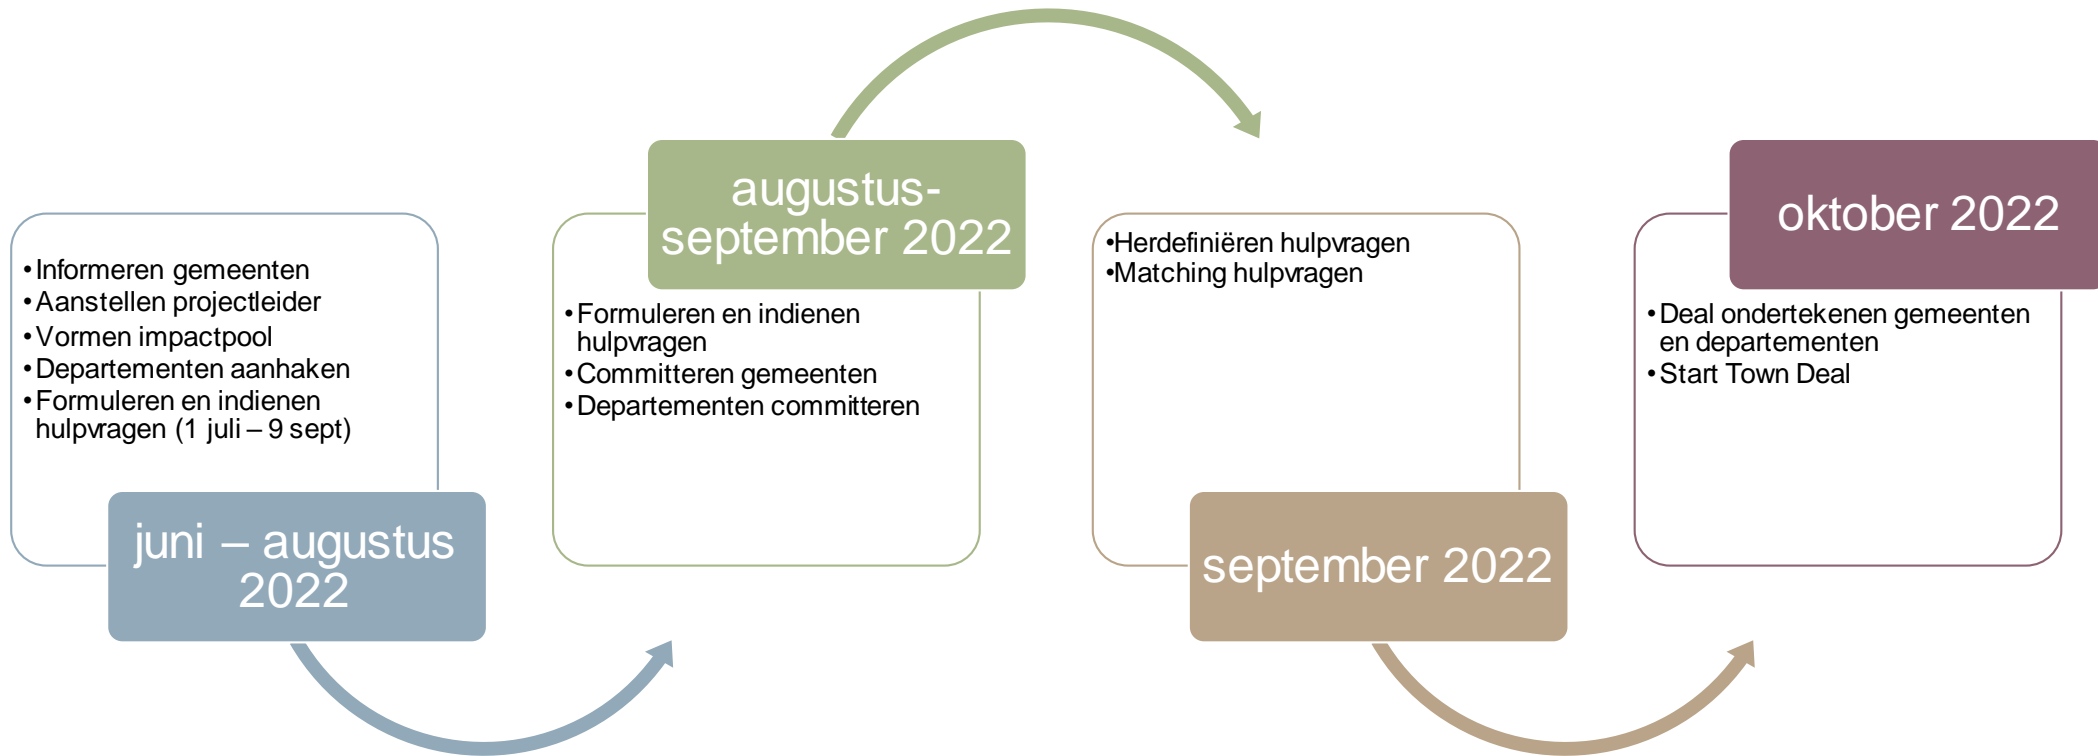 •Informeren gemeenten
•Aanstellen projectleider
•Vormen impactpool
•Departementen aanhaken
•Formuleren en indienen
hulpvragen (1 juli – 9 sept)
juni – augustus
2022
augustus-
september 2022
•Formuleren en indienen
hulpvragen
•Committeren gemeenten
•Departementen committeren
•Herdefiniëren hulpvragen
•Matching hulpvragen
september 2022
oktober 2022
•Deal ondertekenen gemeenten
en departementen
•Start Town Deal